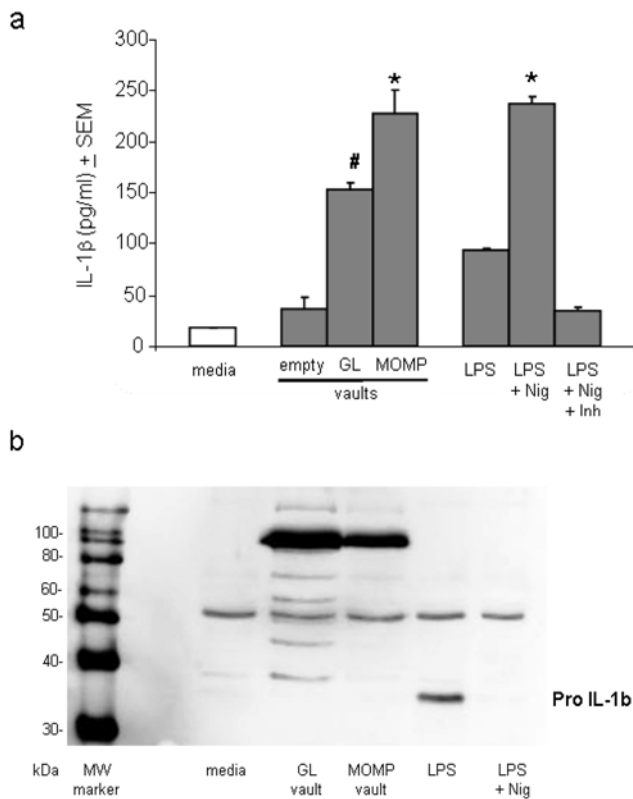 a
300
250
200
150
100
50
0
IL-1β (pg/ml) ± SEM
*
#
*
media
empty GL MOMP
vaults
LPS LPS + Nig LPS + Nig + Inh
b
100-
80-
60-
50-
40-
30-
Pro IL-1b
kDa MW marker media GL vault MOMP vault LPS LPS + Nig